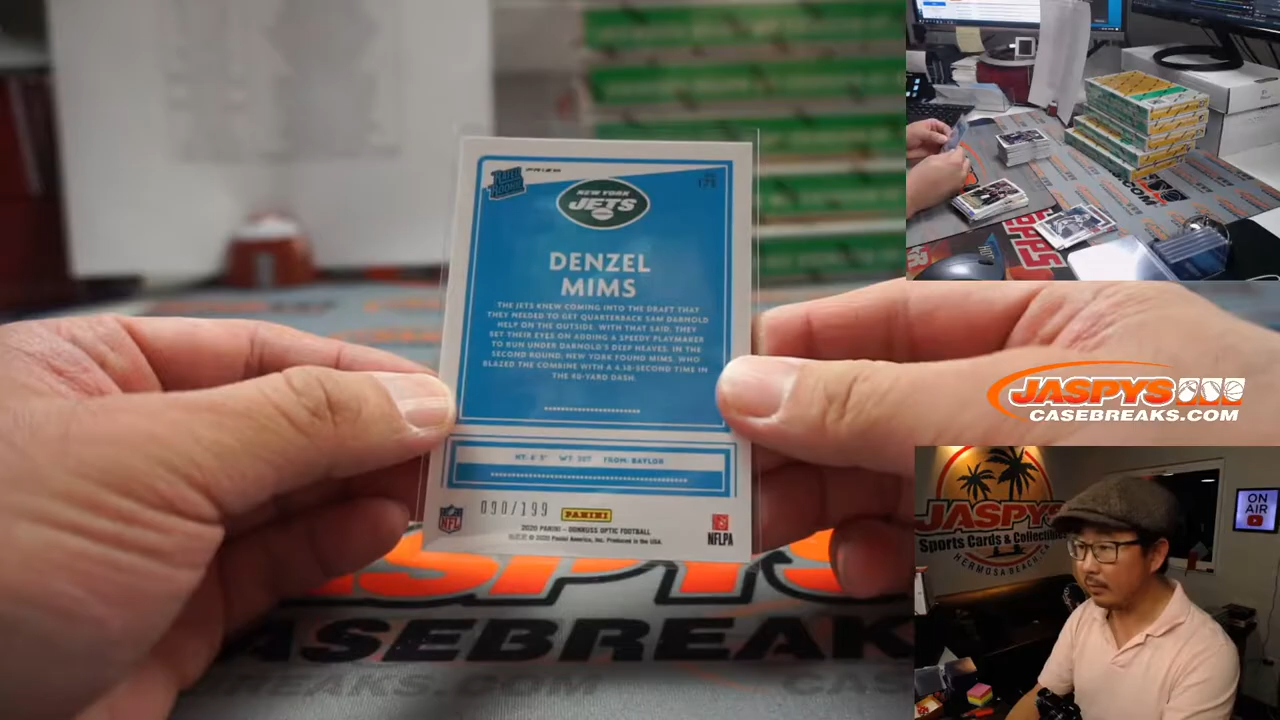 RATED ROOKIE
PRIZM
NO. 175
NEW YORK
JETS
DENZEL
MIMS
THE JETS KNEW COMING INTO THE DRAFT THAT
THEY NEEDED TO GET QUARTERBACK SAM DARNOLD
HELP ON THE OUTSIDE. WITH THAT SAID, THEY
SET THEIR EYES ON ADDING A SPEEDY PLAYMAKER
TO RUN UNDER DARNOLD'S DEEP HEAVES. IN THE
SECOND ROUND, NEW YORK FOUND MIMS, WHO
BLAZED THE COMBINE WITH A 4.38-SECOND TIME IN
THE 40-YARD DASH.
HT: 6'3" WT: 207 FROM: BAYLOR
090/199
PANINI
NFL
NFLPA
2020 PANINI - DONRUSS OPTIC FOOTBALL
© 2020 Panini America, Inc. Produced in the USA.
CASEBREAKS
JASPYS
CASEBREAKS.COM
JASPYS
Sports Cards & Collectibles
HERMOSA BEACH, CA
ON
AIR